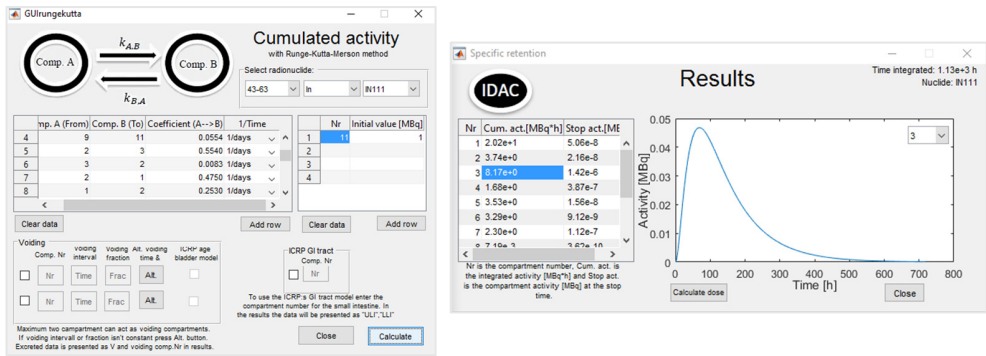 GUIrungekutta
Comp. A
k_A.B
Comp. B
k_B.A
Cumulated activity
with Runge-Kutta-Merson method
Select radionuclide:
43-63 In IN111
mp. A (From) Comp. B (To) Coefficient (A-->B) 1/Time
4 9 11 0.0554 1/days
5 2 3 0.5540 1/days
6 3 2 0.0083 1/days
7 2 1 0.4750 1/days
8 1 2 0.2530 1/days
Nr Initial value [MBq]
1 11 1
2
3
4
Clear data
Add row
Clear data
Add row
Voiding
Comp. Nr
voiding interval
Voiding fraction
Alt. voiding time &
ICRP age bladder model
Nr Time Frac Alt.
Nr Time Frac Alt.
Maximum two compartment can act as voiding compartments.
If voiding intervall or fraction isn't constant press Alt. button.
Excreted data is presented as V and voiding comp.Nr in results.
ICRP GI tract
Comp. Nr
Nr
To use the ICRP:s GI tract model enter the
compartment number for the small intestine. In
the results the data will be presented as "ULI","LLI"
Close
Calculate
Specific retention
IDAC
Results
Time integrated: 1.13e+3 h
Nuclide: IN111
Nr Cum. act.[MBq*h] Stop act.[ME
1 2.02e+1 5.06e-8
2 3.74e+0 2.16e-8
3 8.17e+0 1.42e-6
4 1.68e+0 3.87e-7
5 3.53e+0 1.56e-8
6 3.29e+0 9.12e-9
7 2.30e+0 1.12e-7
8 7.19e-3 3.62e-10
Nr is the compartment number, Cum. act. is
the integrated activity [MBq*h] and Stop act.
is the compartment activity [MBq] at the stop
time.
3
Activity [MBq]
0.05
0.04
0.03
0.02
0.01
0
0 100 200 300 400 500 600 700 800
Time [h]
Calculate dose
Close